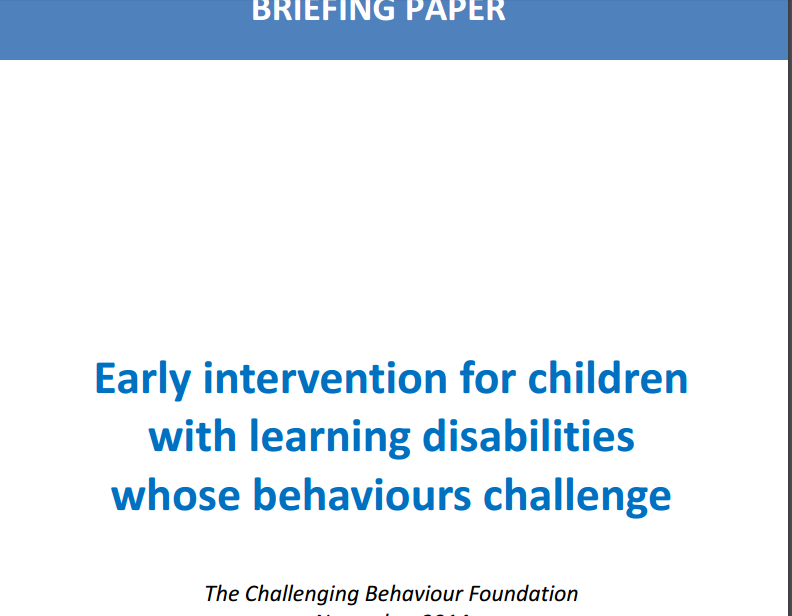 BRIEFING PAPER
Early intervention for children
with learning disabilities
whose behaviours challenge
The Challenging Behaviour Foundation